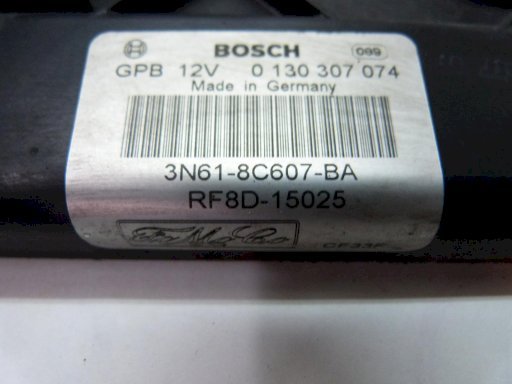 BOSCH 099
GPB 12V 0 130 307 074
Made in Germany
3N61-8C607-BA
RF8D-15025
FoMoCo